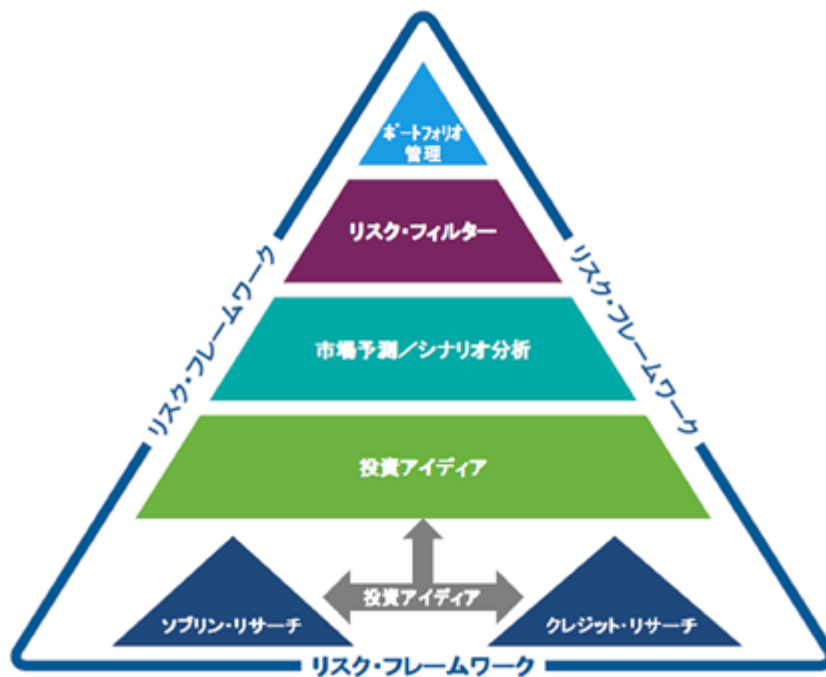 ポートフォリオ
管理
リスク・フィルター
リスク・フレームワーク
リスク・フレームワーク
市場予測／シナリオ分析
投資アイディア
投資アイディア
ソブリン・リサーチ
クレジット・リサーチ
リスク・フレームワーク